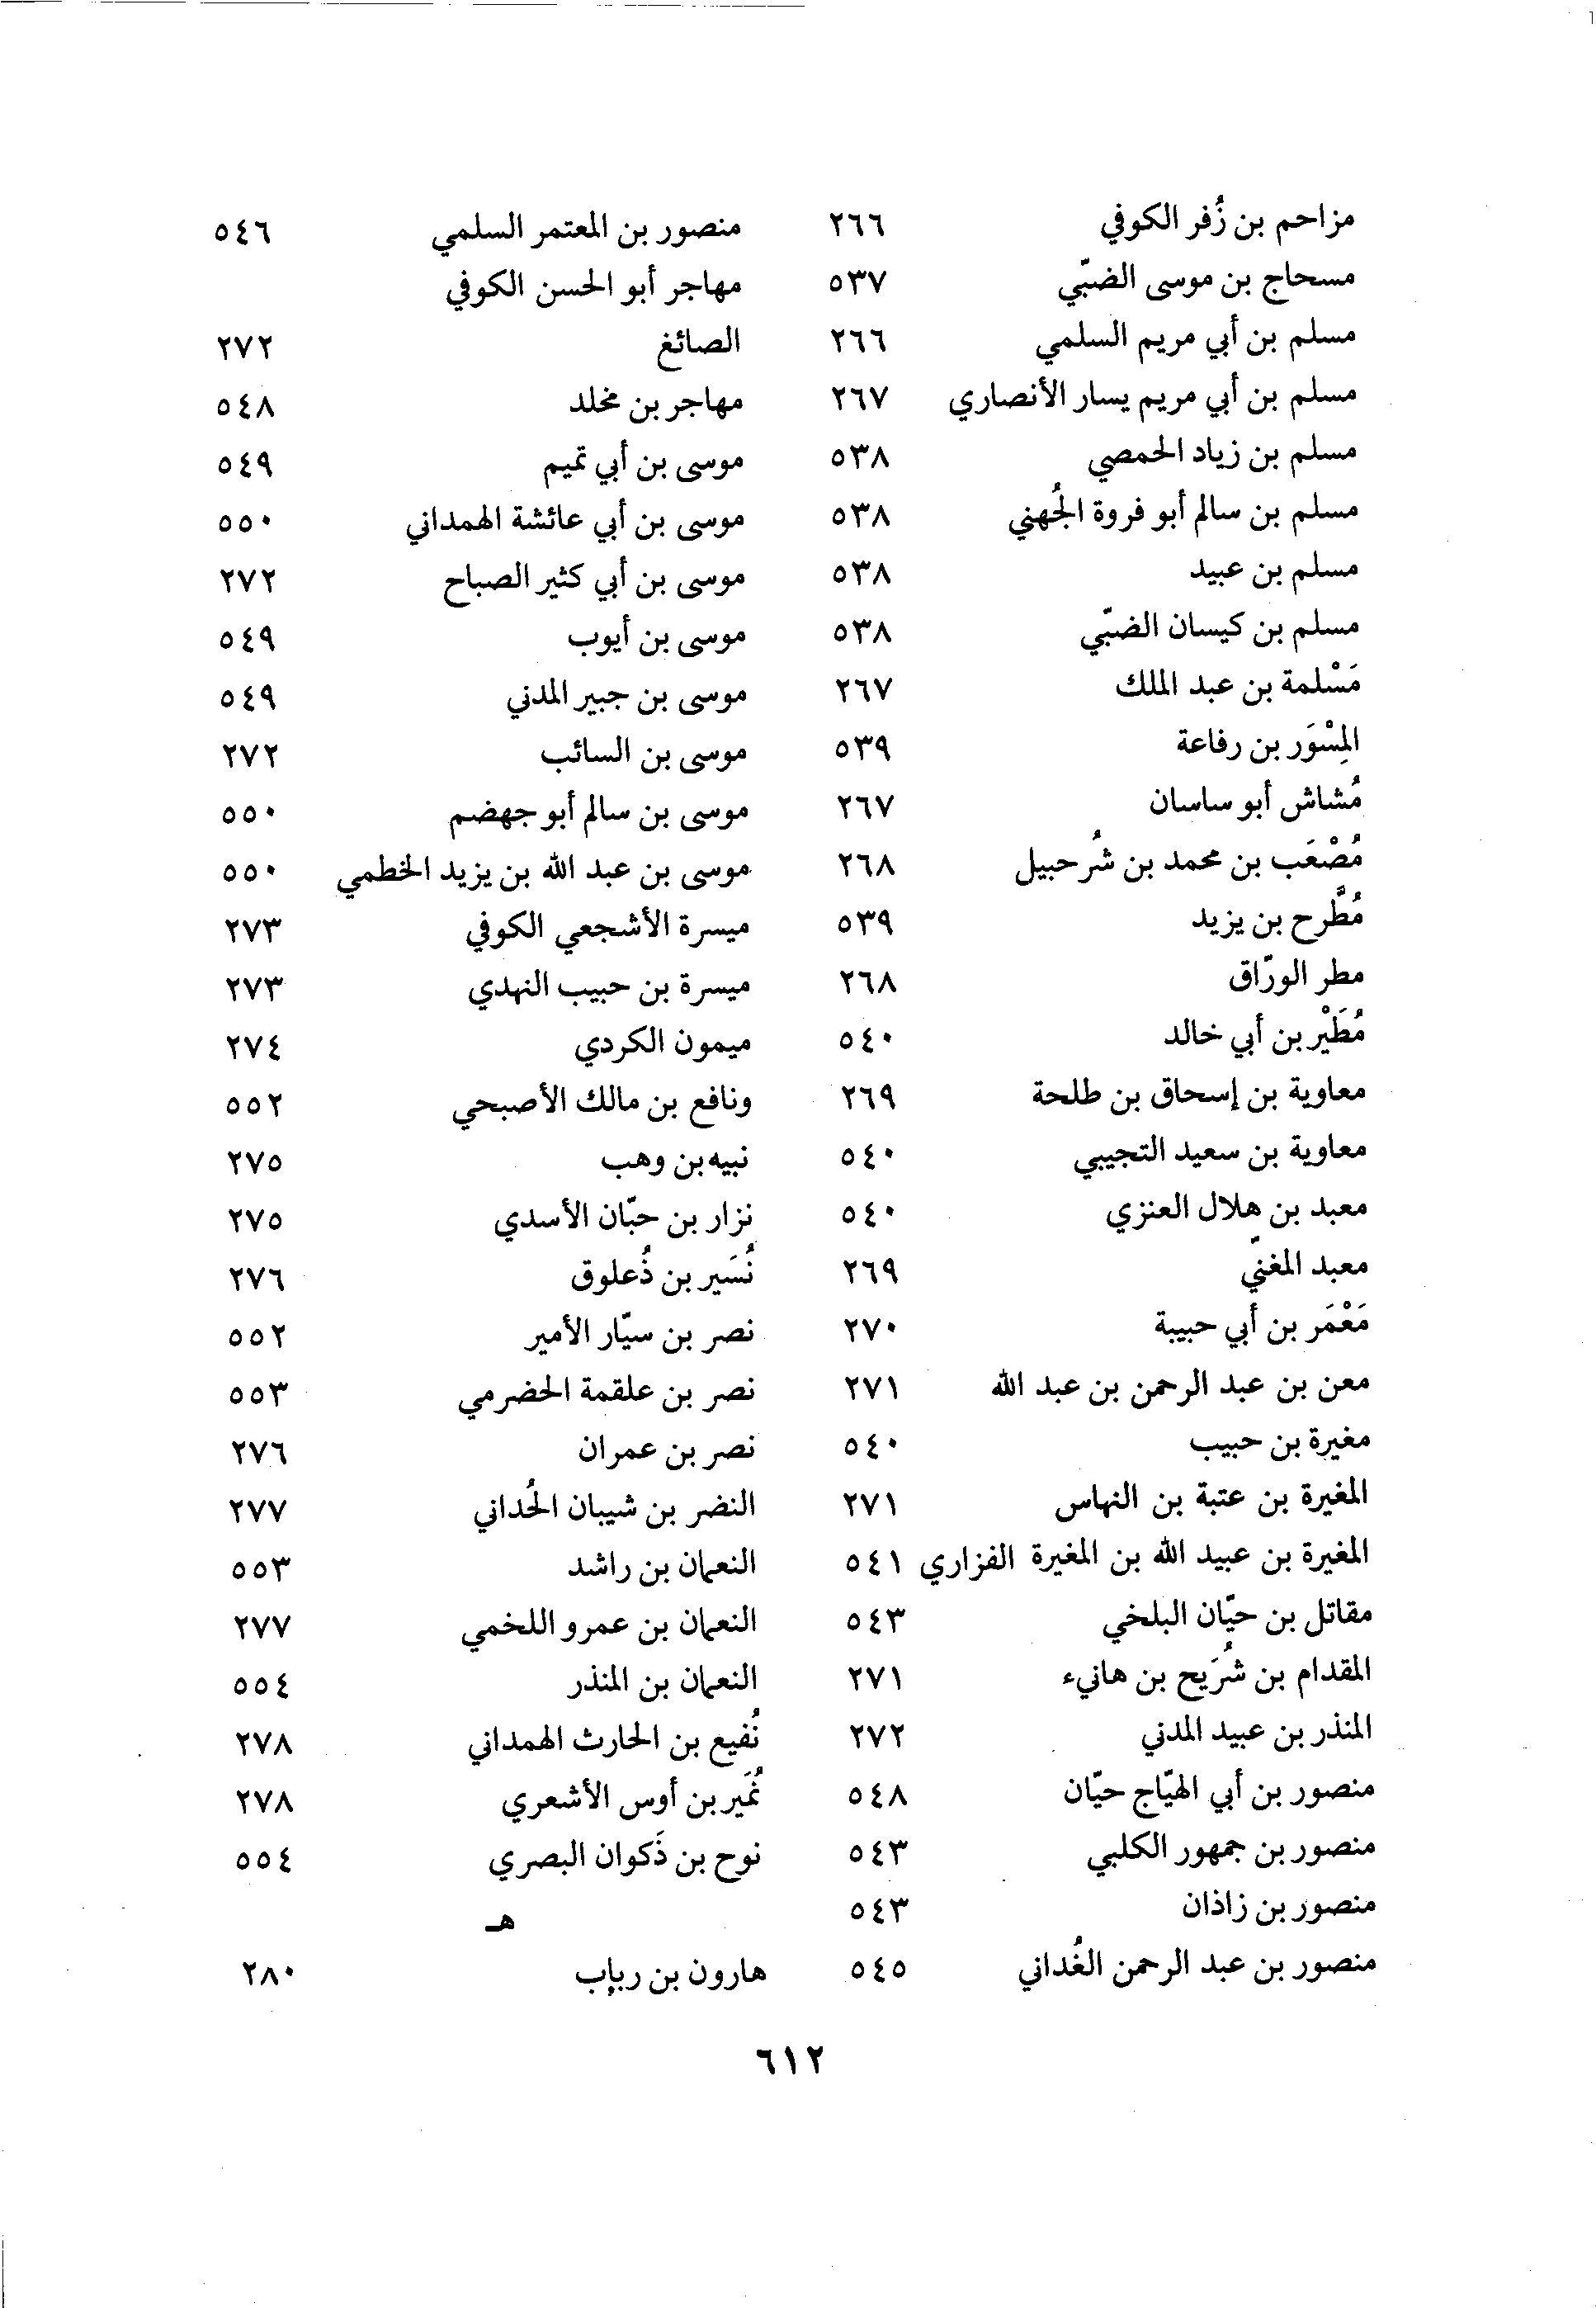 مزاحم بن زُفر الكوفي ٢٦٦
مسحاج بن موسى الضبّي ٥٣٧
مسلم بن أبي مريم السلمي ٢٦٦
مسلم بن أبي مريم يسار الأنصاري ٢٦٧
مسلم بن زياد الحمصي ٥٣٨
مسلم بن سالم أبو فروة الجُهني ٥٣٨
مسلم بن عبيد ٥٣٨
مسلم بن كيسان الضبّي ٥٣٨
مَسْلمة بن عبد الملك ٢٦٧
المِسْوَر بن رفاعة ٥٣٩
مُشاش أبو ساسان ٢٦٧
مُصْعَب بن محمد بن شُرحبيل ٢٦٨
مُطَّرح بن يزيد ٥٣٩
مطر الورّاق ٢٦٨
مُطَيْر بن أبي خالد ٥٤٠
معاوية بن إسحاق بن طلحة ٢٦٩
معاوية بن سعيد التجيبي ٥٤٠
معبد بن هلال العنزي ٥٤٠
معبد المغنّي ٢٦٩
مَعْمَر بن أبي حبيبة ٢٧٠
معن بن عبد الرحمن بن عبد الله ٢٧١
مغيرة بن حبيب ٥٤٠
المغيرة بن عتبة بن النهاس ٢٧١
المغيرة بن عبيد الله بن المغيرة الفزاري ٥٤١
مقاتل بن حيّان البلخي ٥٤٣
المقدام بن شُرَيح بن هانيء ٢٧١
المنذر بن عبيد المدني ٢٧٢
منصور بن أبي الهيّاج حيّان ٥٤٨
منصور بن جمهور الكلبي ٥٤٣
منصور بن زاذان ٥٤٣
منصور بن عبد الرحمن الغُداني ٥٤٥
منصور بن المعتمر السلمي ٥٤٦
مهاجر أبو الحسن الكوفي
الصائغ ٢٧٢
مهاجر بن مخلد ٥٤٨
موسى بن أبي تميم ٥٤٩
موسى بن أبي عائشة الهمداني ٥٥٠
موسى بن أبي كثير الصباح ٢٧٢
موسى بن أيوب ٥٤٩
موسى بن جبير المدني ٥٤٩
موسى بن السائب ٢٧٢
موسى بن سالم أبو جهضم ٥٥٠
موسى بن عبد الله بن يزيد الخطمي ٥٥٠
ميسرة الأشجعي الكوفي ٢٧٣
ميسرة بن حبيب النهدي ٢٧٣
ميمون الكردي ٢٧٤
ونافع بن مالك الأصبحي ٥٥٢
نبيه بن وهب ٢٧٥
نزار بن حبّان الأسدي ٢٧٥
نُسَير بن ذُعلوق ٢٧٦
نصر بن سيّار الأمير ٥٥٢
نصر بن علقمة الحضرمي ٥٥٣
نصر بن عمران ٢٧٦
النضر بن شيبان الحُداني ٢٧٧
النعمان بن راشد ٥٥٣
النعمان بن عمرو اللخمي ٢٧٧
النعمان بن المنذر ٥٥٤
نُفيع بن الحارث الهمداني ٢٧٨
نُمَير بن أوس الأشعري ٢٧٨
نوح بن ذَكوان البصري ٥٥٤
هـ
هارون بن رياب ٢٨٠
٦١٢